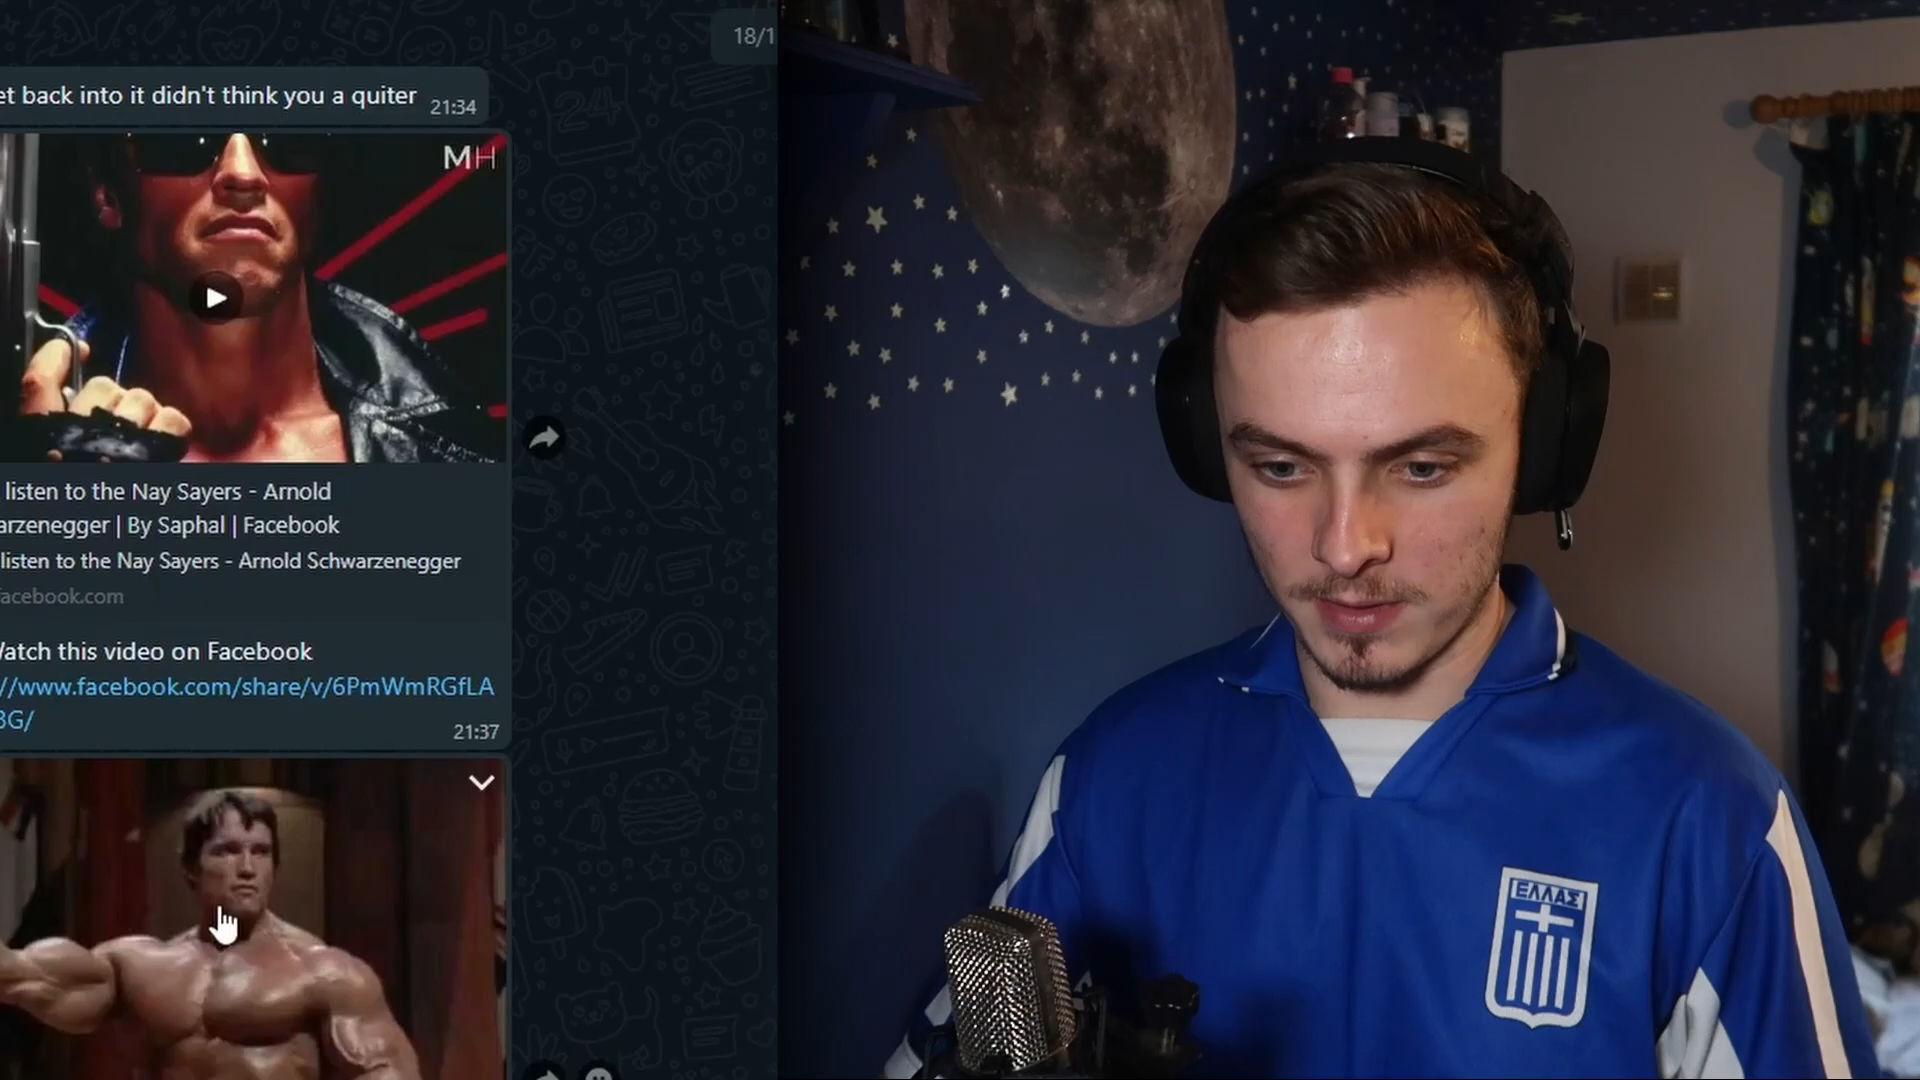 18/1
et back into it didn't think you a quiter
21:34
MH
listen to the Nay Sayers - Arnold
arzenegger | By Saphal | Facebook
listen to the Nay Sayers - Arnold Schwarzenegger
acebook.com
Watch this video on Facebook
//www.facebook.com/share/v/6PmWmRGfLA
3G/
21:37
ΕΛΛΑΣ